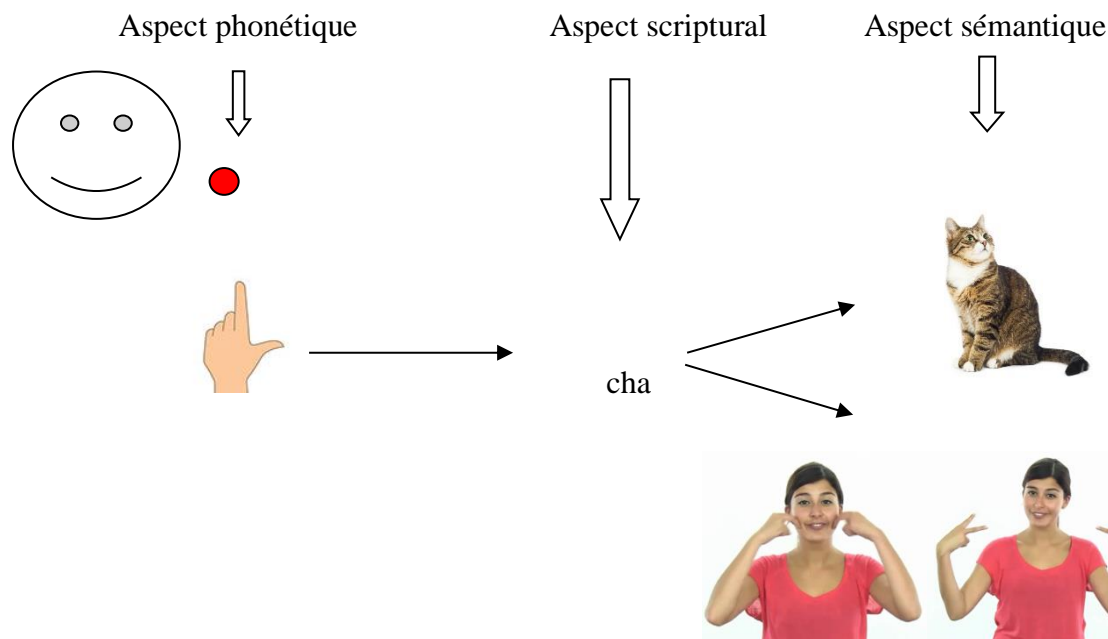 Aspect phonétique
Aspect scriptural
Aspect sémantique
cha